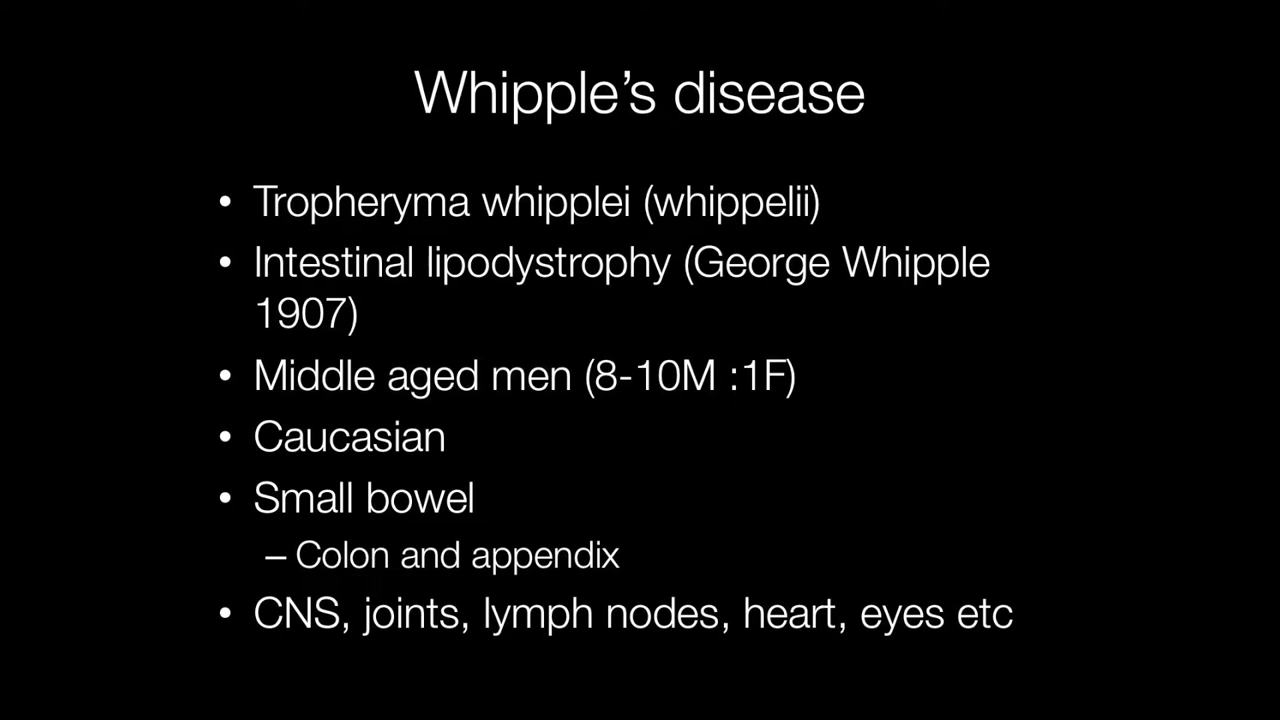 Whipple’s disease
• Tropheryma whipplei (whippelii)
• Intestinal lipodystrophy (George Whipple
1907)
• Middle aged men (8-10M :1F)
• Caucasian
• Small bowel
– Colon and appendix
• CNS, joints, lymph nodes, heart, eyes etc